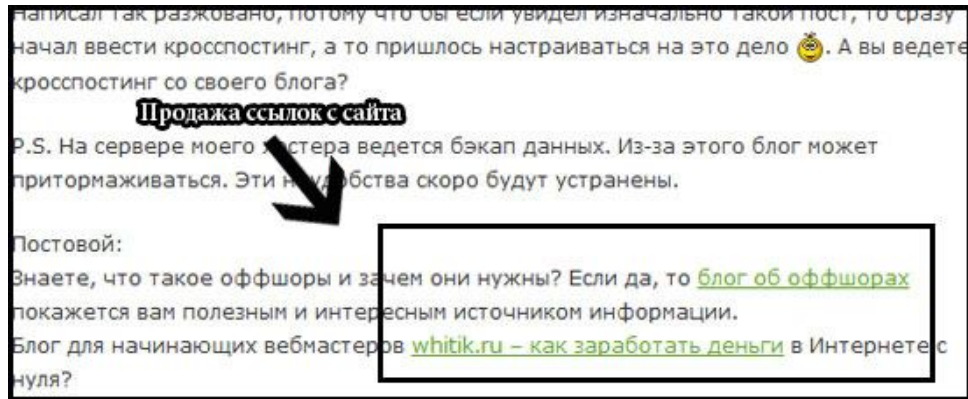 Написал так разжовано, потому что бы если увидел изначально такой пост, то сразу
начал ввести кросспостинг, а то пришлось настраиваться на это дело . А вы ведете
кросспостинг со своего блога?
Продажа ссылок с сайта
P.S. На сервере моего хостера ведется бэкап данных. Из-за этого блог может
притормаживаться. Эти неудобства скоро будут устранены.
Постовой:
Знаете, что такое оффшоры и зачем они нужны? Если да, то блог об оффшорах
покажется вам полезным и интересным источником информации.
Блог для начинающих вебмастеров whitik.ru – как заработать деньги в Интернете с
нуля?